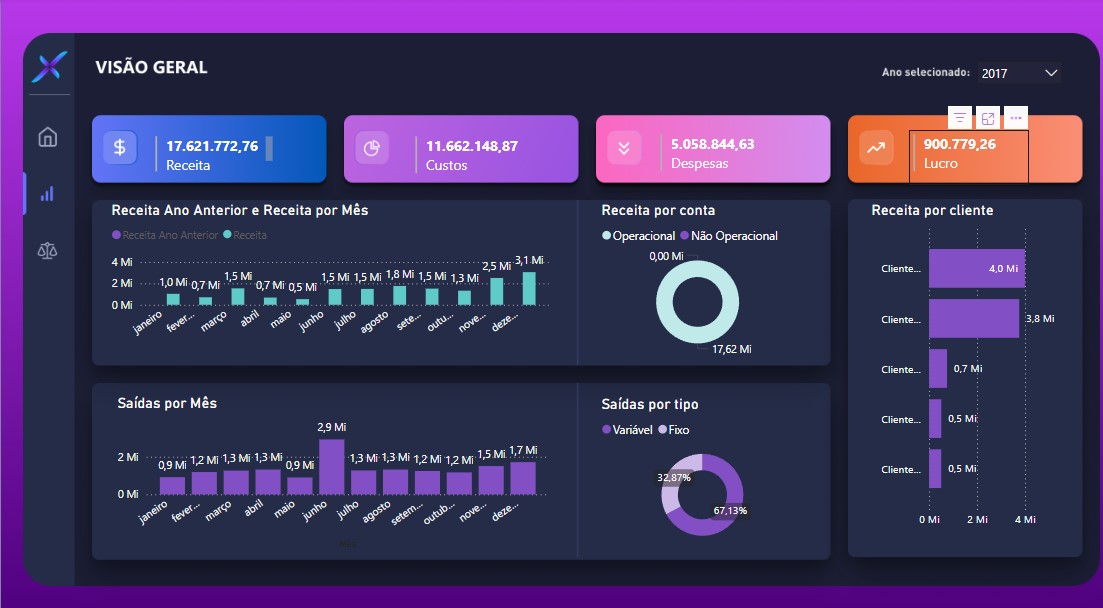 VISÃO GERAL
Ano selecionado: 2017
17.621.772,76
Receita
11.662.148,87
Custos
5.058.844,63
Despesas
900.779,26
Lucro
Receita Ano Anterior e Receita por Mês
Receita Ano Anterior Receita
4 Mi
2 Mi
0 Mi
1,0 Mi 0,7 Mi 1,5 Mi 0,7 Mi 0,5 Mi 1,5 Mi 1,5 Mi 1,8 Mi 1,5 Mi 1,3 Mi 2,5 Mi 3,1 Mi
janeiro fever... março abril maio junho julho agosto sete... outu... nove... deze...
Receita por conta
Operacional Não Operacional
0,00 Mi
17,62 Mi
Receita por cliente
Cliente... 4,0 Mi
Cliente... 3,8 Mi
Cliente... 0,7 Mi
Cliente... 0,5 Mi
Cliente... 0,5 Mi
0 Mi 2 Mi 4 Mi
Saídas por Mês
2 Mi
0 Mi
0,9 Mi 1,2 Mi 1,3 Mi 1,3 Mi 0,9 Mi 2,9 Mi 1,3 Mi 1,3 Mi 1,2 Mi 1,2 Mi 1,5 Mi 1,7 Mi
janeiro fever... março abril maio junho julho agosto setem... outub... nove... deze...
Mês
Saídas por tipo
Variável Fixo
32,87%
67,13%